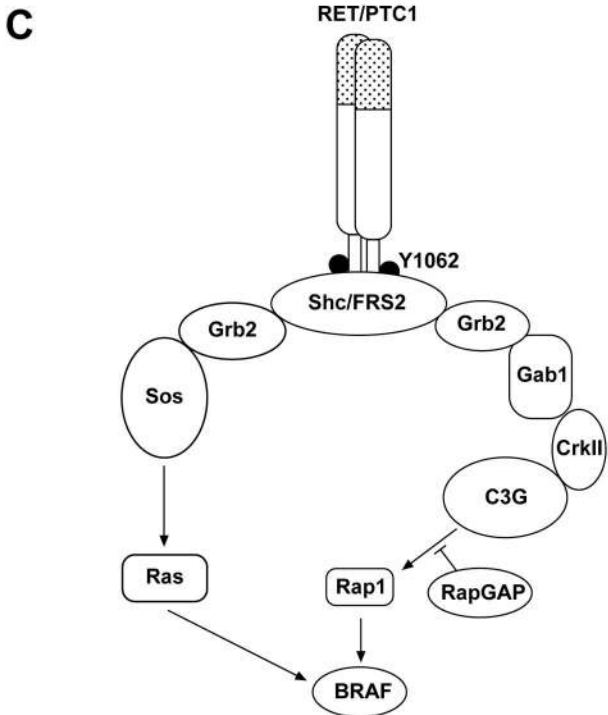 C
RET/PTC1
Y1062
Shc/FRS2
Grb2
Grb2
Sos
Gab1
CrkII
C3G
Ras
Rap1
RapGAP
BRAF